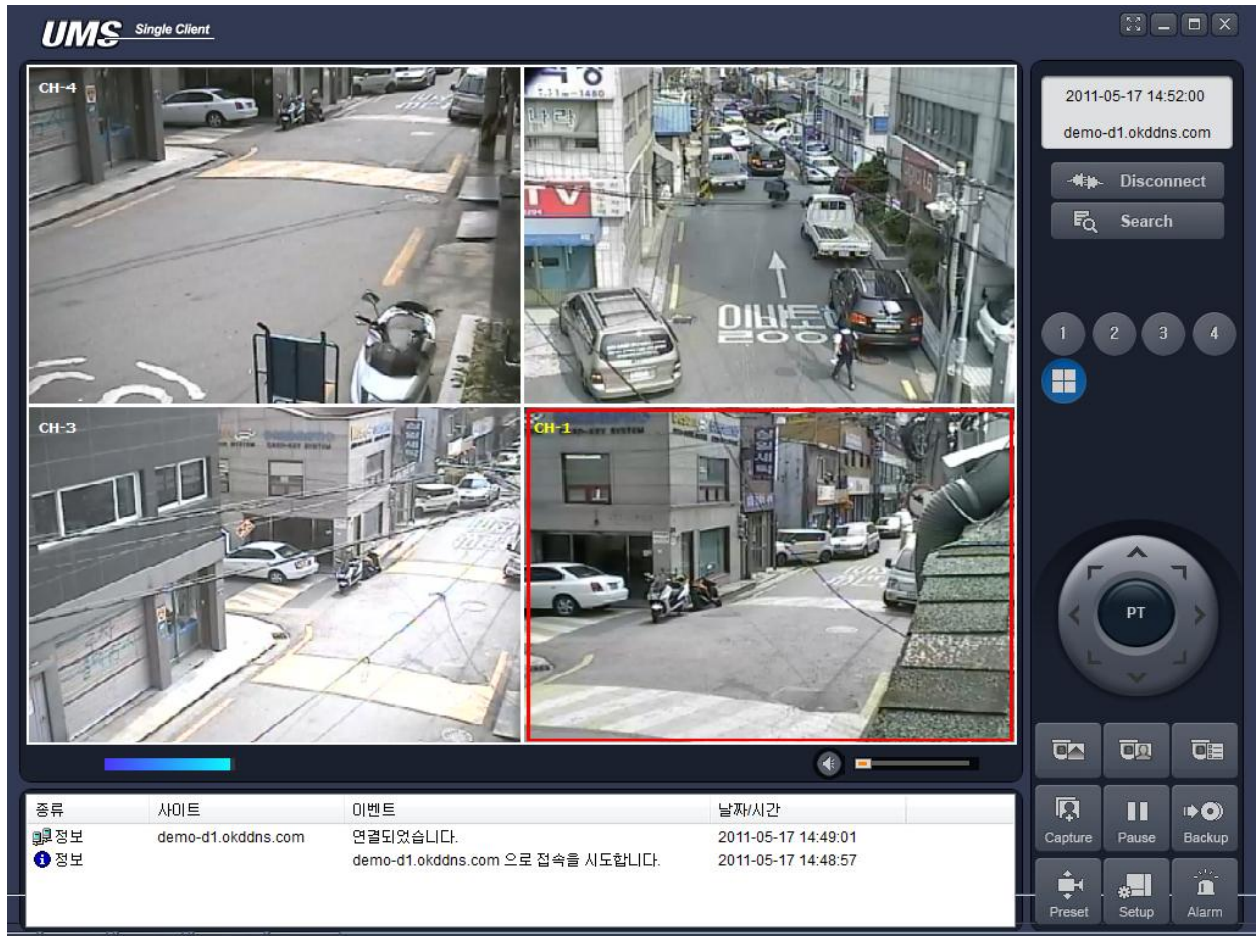 UMS Single Client
2011-05-17 14:52:00
demo-d1.okddns.com
Disconnect
Search
1 2 3 4
CH-4
TV
일방통
CH-3
CH-1
PT
Capture Pause Backup
Preset Setup Alarm
종류 사이트 이벤트 날짜/시간
정보 demo-d1.okddns.com 연결되었습니다. 2011-05-17 14:49:01
정보 demo-d1.okddns.com 으로 접속을 시도합니다. 2011-05-17 14:48:57